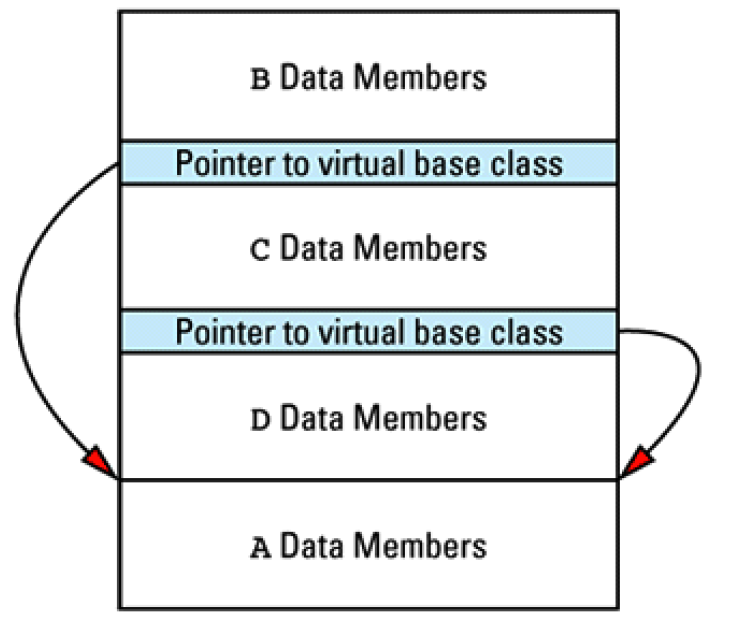 B Data Members
Pointer to virtual base class
C Data Members
Pointer to virtual base class
D Data Members
A Data Members